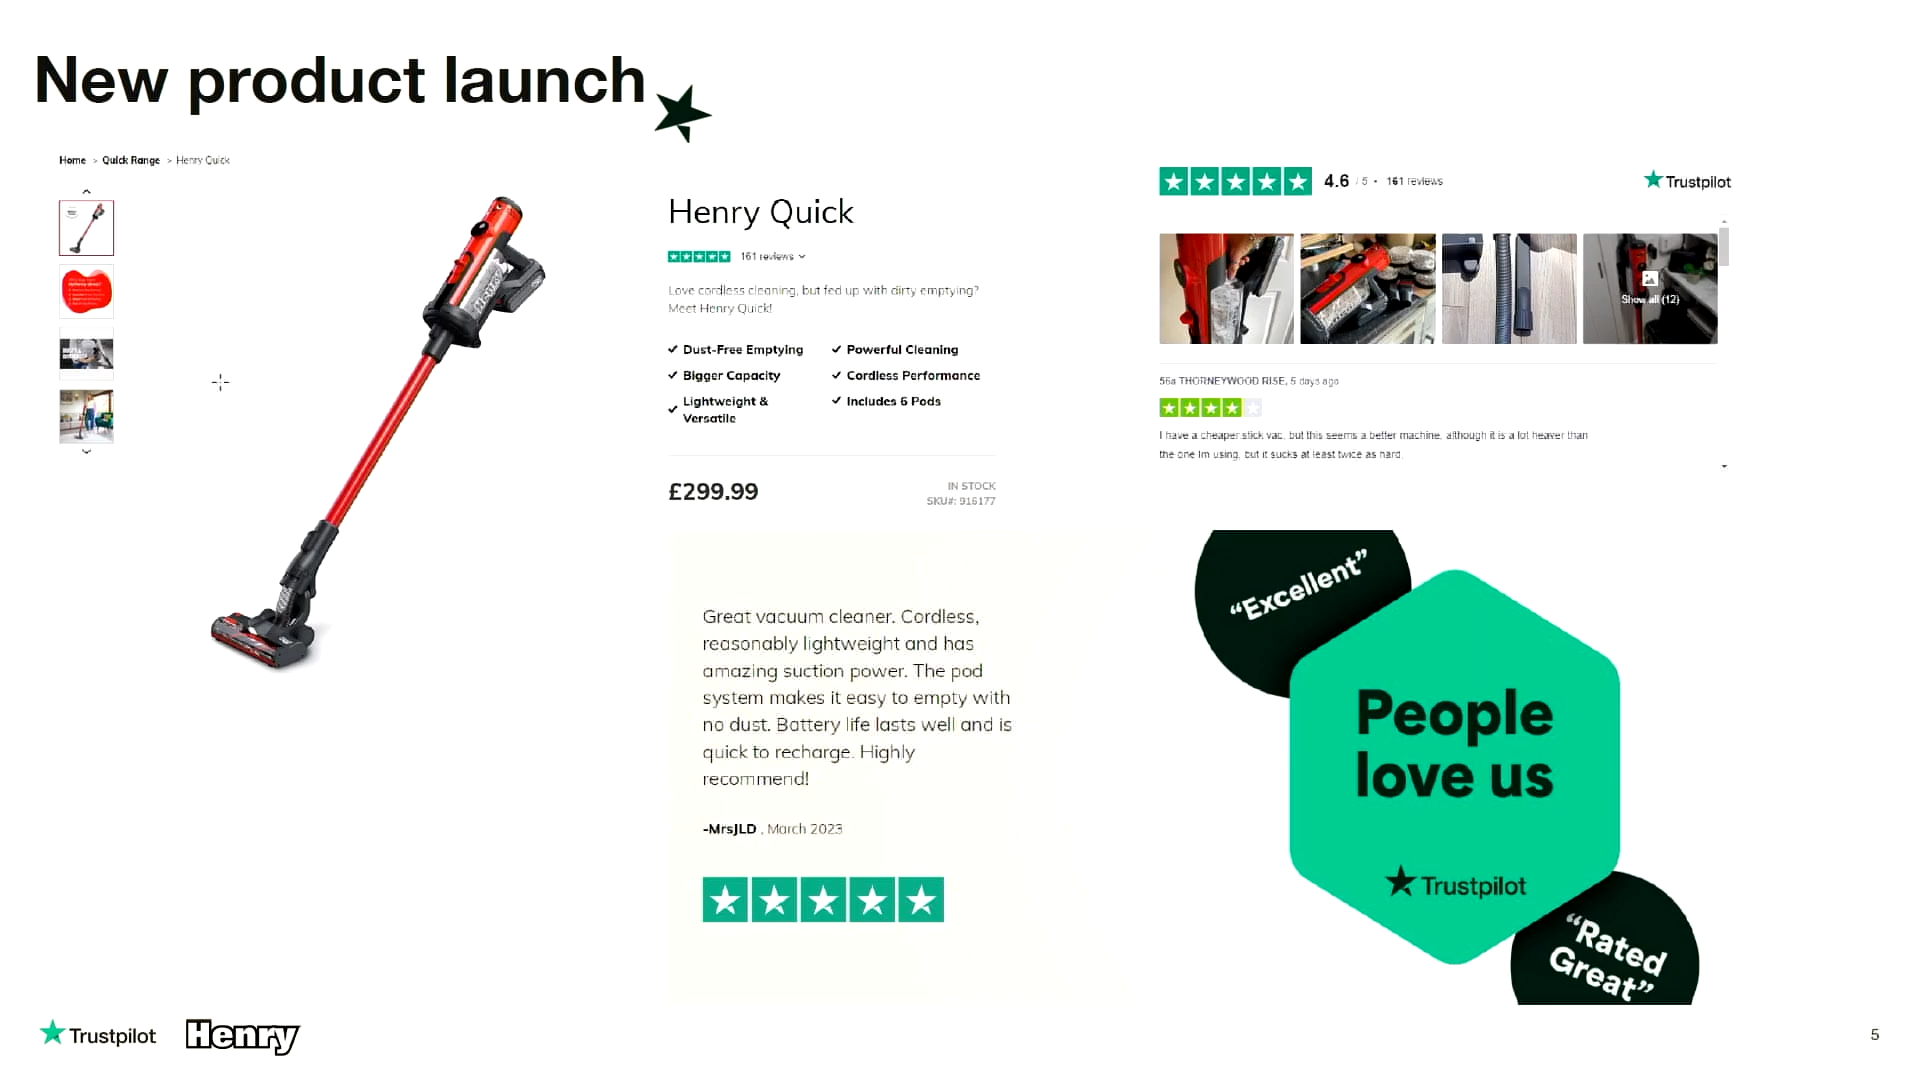 New product launch
Home > Quick Range > Henry Quick
Henry Quick
161 reviews
Love cordless cleaning, but fed up with dirty emptying?
Meet Henry Quick!
Dust-Free Emptying
Powerful Cleaning
Bigger Capacity
Cordless Performance
Lightweight &
Versatile
Includes 6 Pods
£299.99
IN STOCK
SKU#: 916177
4.6 / 5 • 161 reviews
Trustpilot
Show all (12)
56a THORNEYWOOD RISE, 5 days ago
I have a cheaper stick vac, but this seems a better machine, although it is a lot heaver than
the one Im using, but it sucks at least twice as hard.
Great vacuum cleaner. Cordless,
reasonably lightweight and has
amazing suction power. The pod
system makes it easy to empty with
no dust. Battery life lasts well and is
quick to recharge. Highly
recommend!
-MrsJLD , March 2023
“Excellent”
People
love us
Trustpilot
“Rated
Great”
Trustpilot
Henry
5